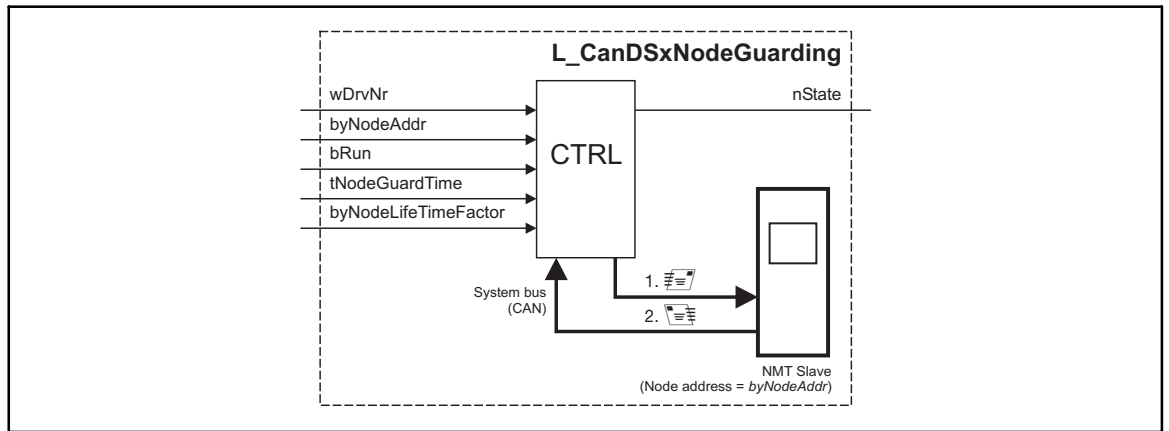 L_CanDSxNodeGuarding
wDrvNr
byNodeAddr
bRun
tNodeGuardTime
byNodeLifeTimeFactor
CTRL
nState
1.
2.
System bus
(CAN)
NMT Slave
(Node address = byNodeAddr)